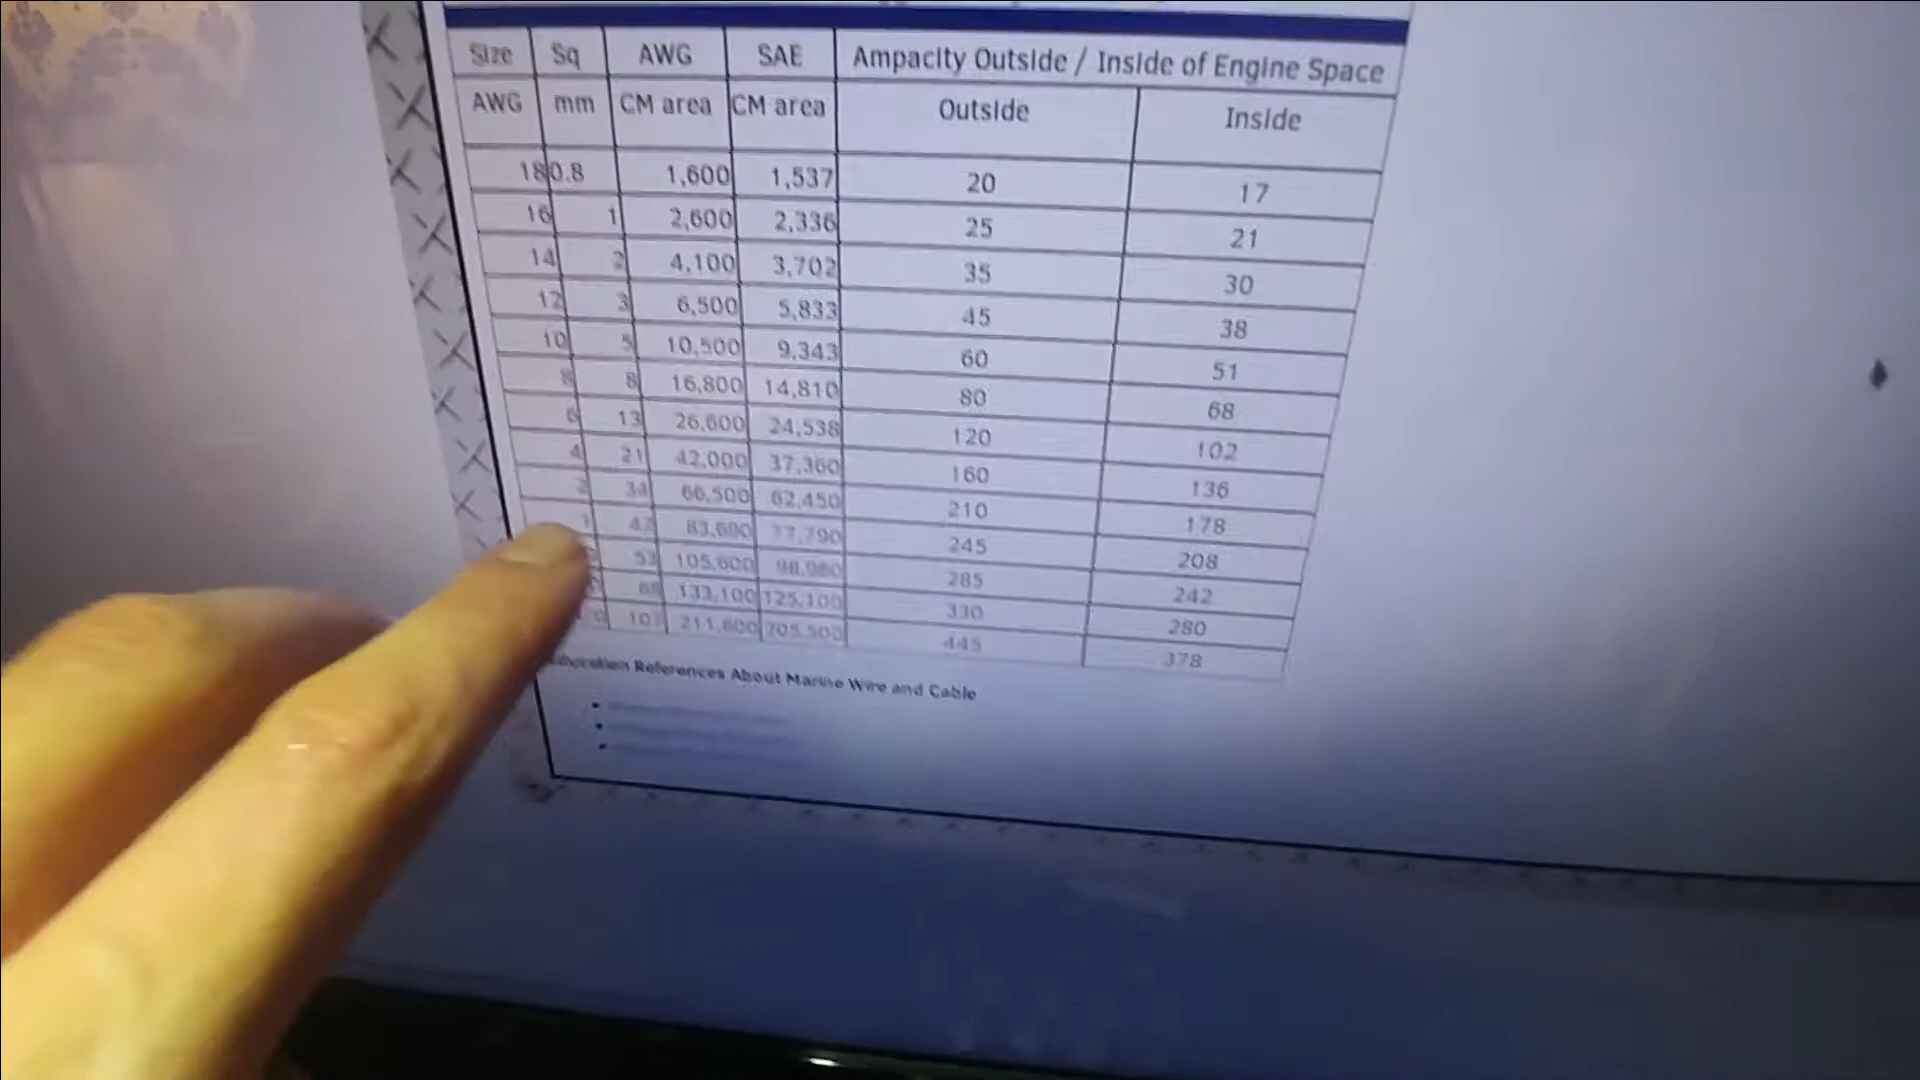 Size Sq AWG SAE Ampacity Outside / Inside of Engine Space
AWG mm CM area CM area Outside Inside
18 0.8 1,600 1,537 20 17
16 1 2,600 2,336 25 21
14 2 4,100 3,702 35 30
12 3 6,500 5,833 45 38
10 5 10,500 9,343 60 51
8 8 16,800 14,810 80 68
6 13 26,600 24,538 120 102
4 21 42,000 37,360 160 136
2 34 66,500 62,450 210 178
1 42 83,690 77,790 245 208
53 105,600 98,980 285 242
133,100 125,100 330 280
211,600 205,500 445 378
References About Marine Wire and Cable